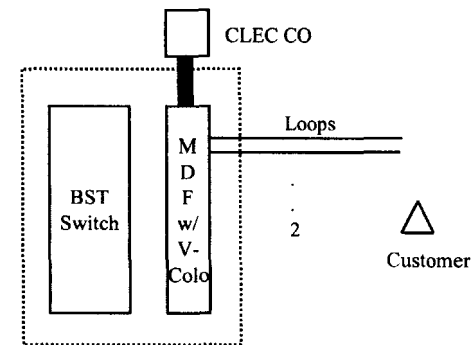 CLEC CO
Loops
M
D
F
w/
V-
Colo
BST
Switch
.
.
2
Customer